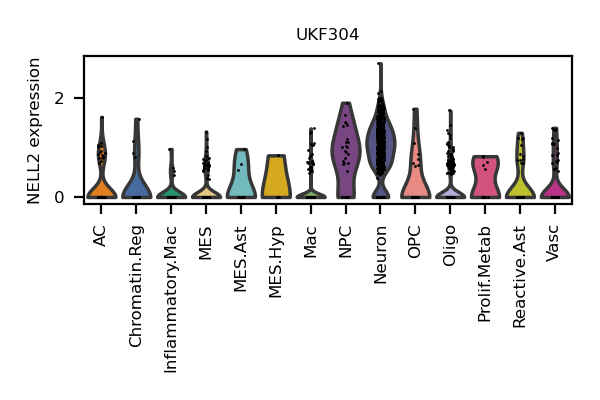 UKF304
NELL2 expression
2
0
AC
Chromatin.Reg
Inflammatory.Mac
MES
MES.Ast
MES.Hyp
Mac
NPC
Neuron
OPC
Oligo
Prolif.Metab
Reactive.Ast
Vasc